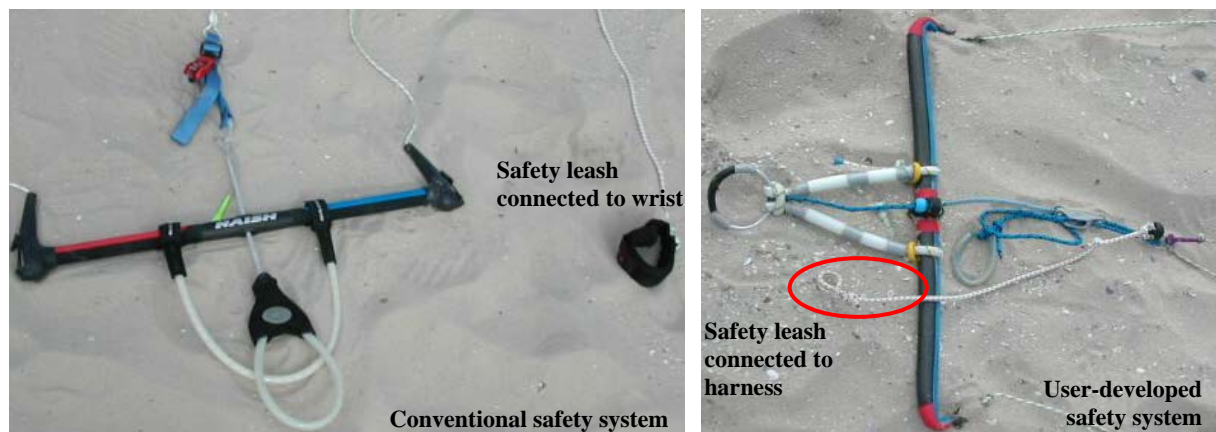 Safety leash
connected to wrist
NAISH
Conventional safety system
Safety leash
connected to
harness
User-developed
safety system